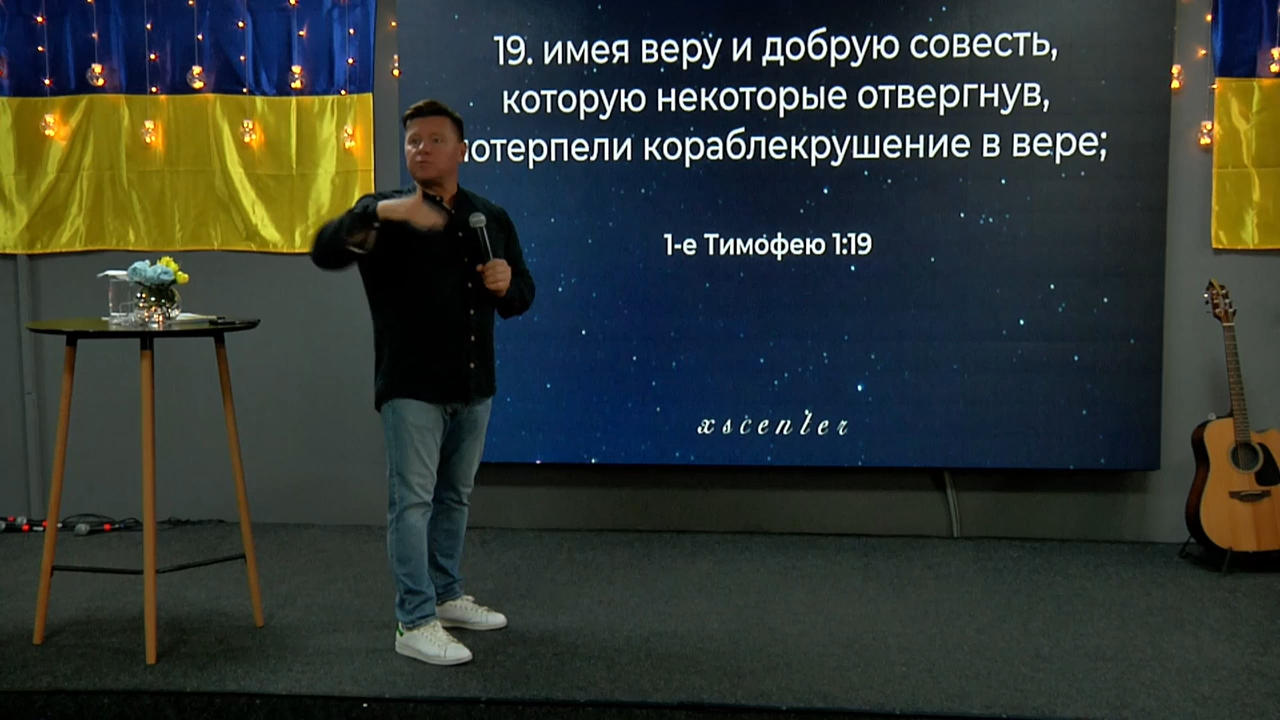 19. имея веру и добрую совесть,
которую некоторые отвергнув,
потерпели кораблекрушение в вере;
1-е Тимофею 1:19
xscenter